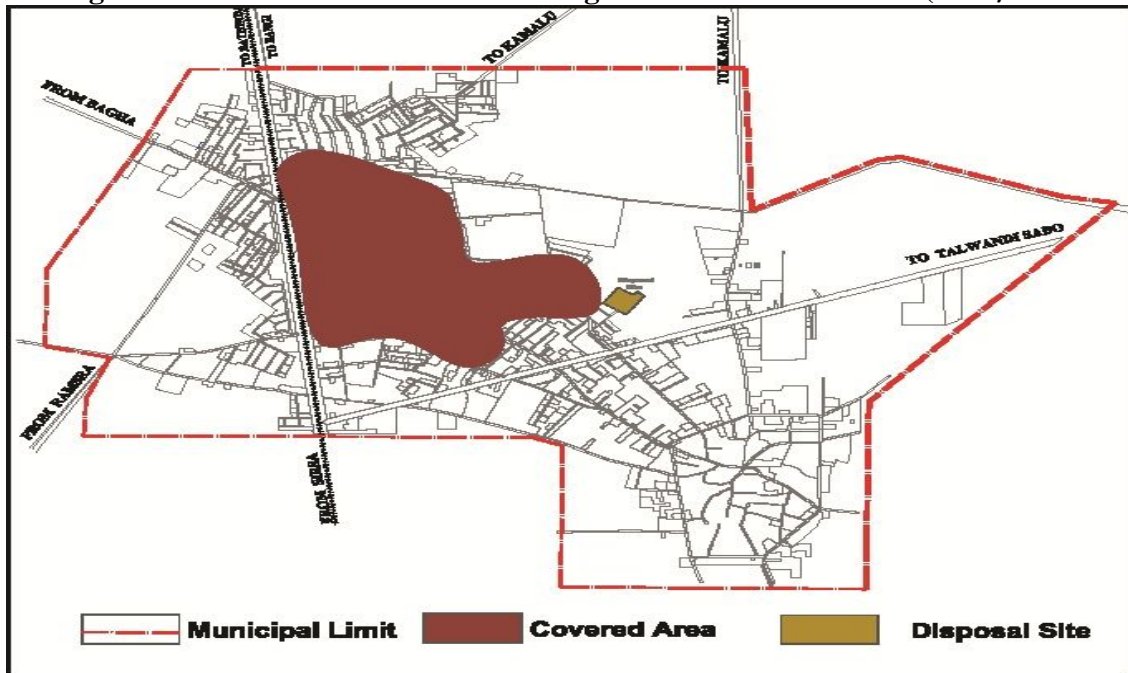 TO KAMALU
TO KAMALU
FROM BAGHA
TO TALWANDI SABO
FROM RAMSRA
FROM SIRSA
Municipal Limit
Covered Area
Disposal Site